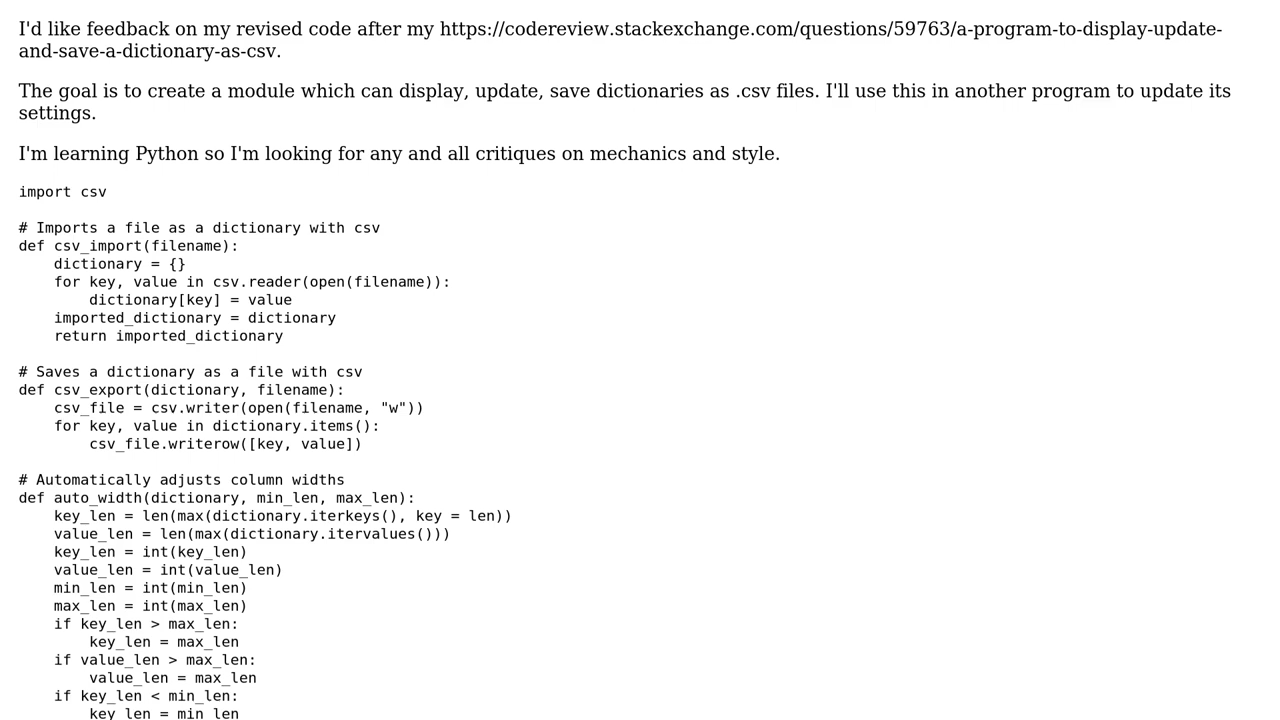 I'd like feedback on my revised code after my https://codereview.stackexchange.com/questions/59763/a-program-to-display-update-
and-save-a-dictionary-as-csv.
The goal is to create a module which can display, update, save dictionaries as .csv files. I'll use this in another program to update its
settings.
I'm learning Python so I'm looking for any and all critiques on mechanics and style.
import csv
# Imports a file as a dictionary with csv
def csv_import(filename):
    dictionary = {}
    for key, value in csv.reader(open(filename)):
        dictionary[key] = value
    imported_dictionary = dictionary
    return imported_dictionary
# Saves a dictionary as a file with csv
def csv_export(dictionary, filename):
    csv_file = csv.writer(open(filename, "w"))
    for key, value in dictionary.items():
        csv_file.writerow([key, value])
# Automatically adjusts column widths
def auto_width(dictionary, min_len, max_len):
    key_len = len(max(dictionary.iterkeys(), key = len))
    value_len = len(max(dictionary.itervalues()))
    key_len = int(key_len)
    value_len = int(value_len)
    min_len = int(min_len)
    max_len = int(max_len)
    if key_len > max_len:
        key_len = max_len
    if value_len > max_len:
        value_len = max_len
    if key_len < min_len:
        key_len = min_len